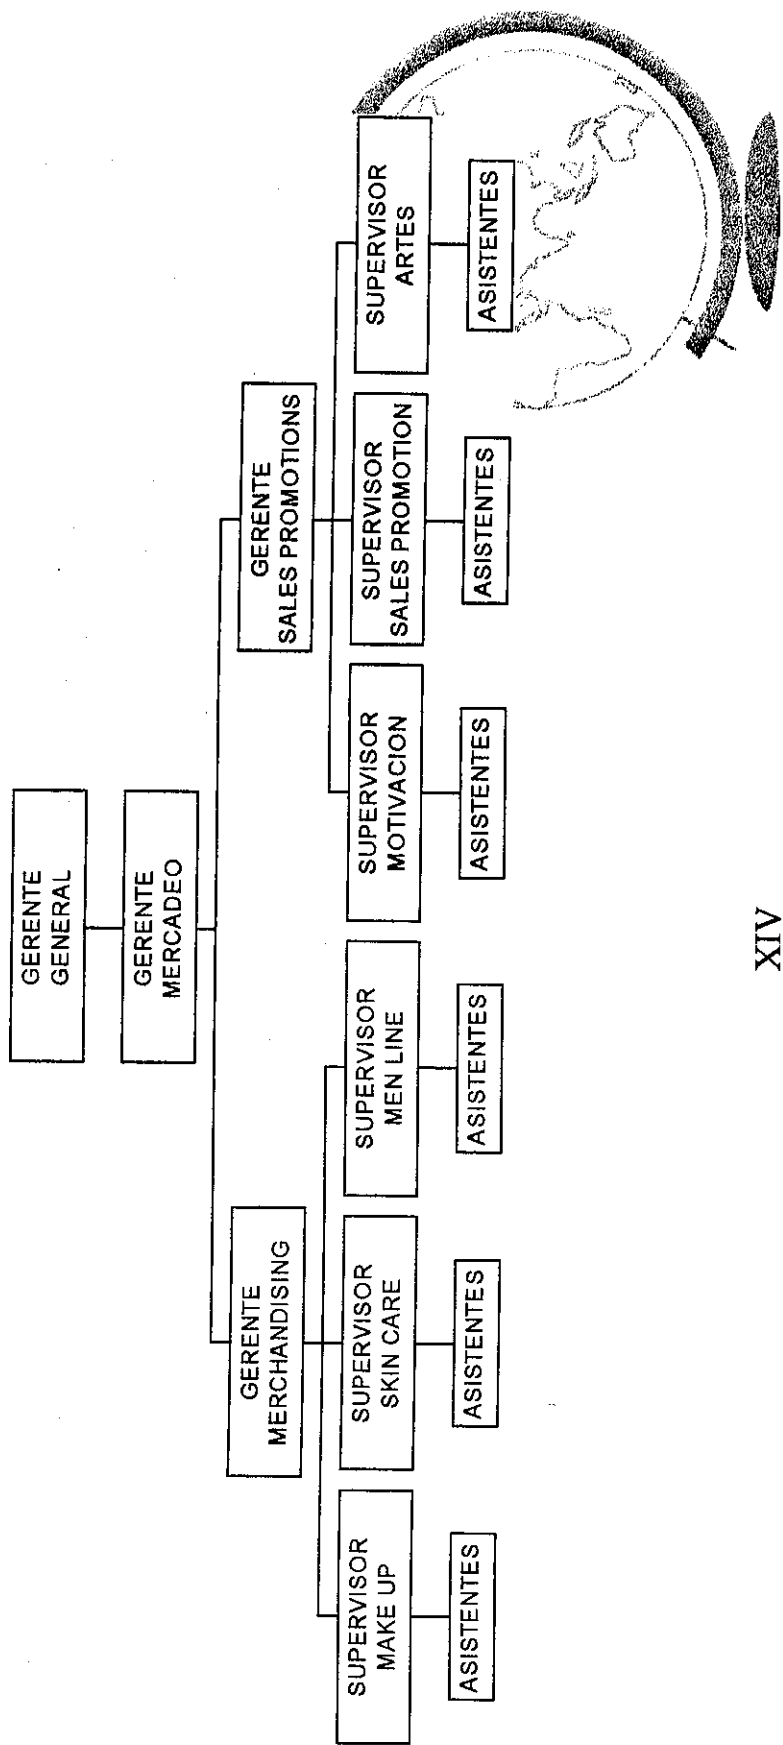 GERENTE
GENERAL
GERENTE
MERCADEO
GERENTE
MERCHANDISING
GERENTE
SALES PROMOTIONS
SUPERVISOR
MAKE UP
SUPERVISOR
SKIN CARE
SUPERVISOR
MEN LINE
SUPERVISOR
MOTIVACION
SUPERVISOR
SALES PROMOTION
SUPERVISOR
ARTES
ASISTENTES
ASISTENTES
ASISTENTES
ASISTENTES
ASISTENTES
ASISTENTES
XIV